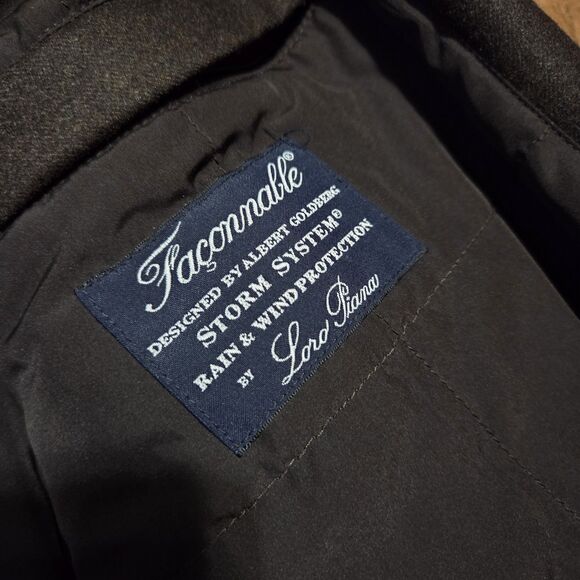 Façonnable®
DESIGNED BY ALBERT GOLDBERG
STORM SYSTEM®
RAIN & WIND PROTECTION
BY Loro Piana